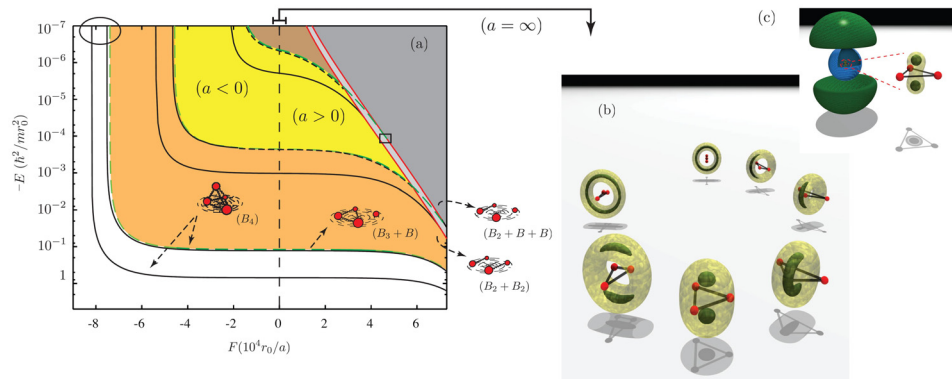 (a = ∞)
(c)
(a)
(b)
10⁻⁷
10⁻⁶
10⁻⁵
10⁻⁴
10⁻³
10⁻²
10⁻¹
1
−E (ħ²/mr₀²)
(a < 0)
(a > 0)
(B₄)
(B₃ + B)
(B₂ + B + B)
(B₂ + B₂)
-8 -6 -4 -2 0 2 4 6
F(10⁴r₀/a)